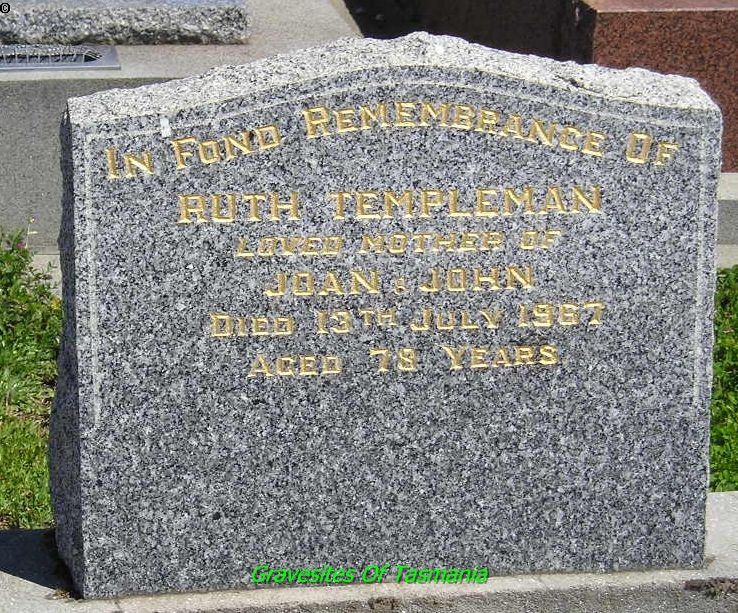 ©
IN FOND REMEMBRANCE OF
RUTH TEMPLEMAN
LOVED MOTHER OF
JOAN & JOHN
DIED 13TH JULY 1967
AGED 78 YEARS
Gravesites Of Tasmania